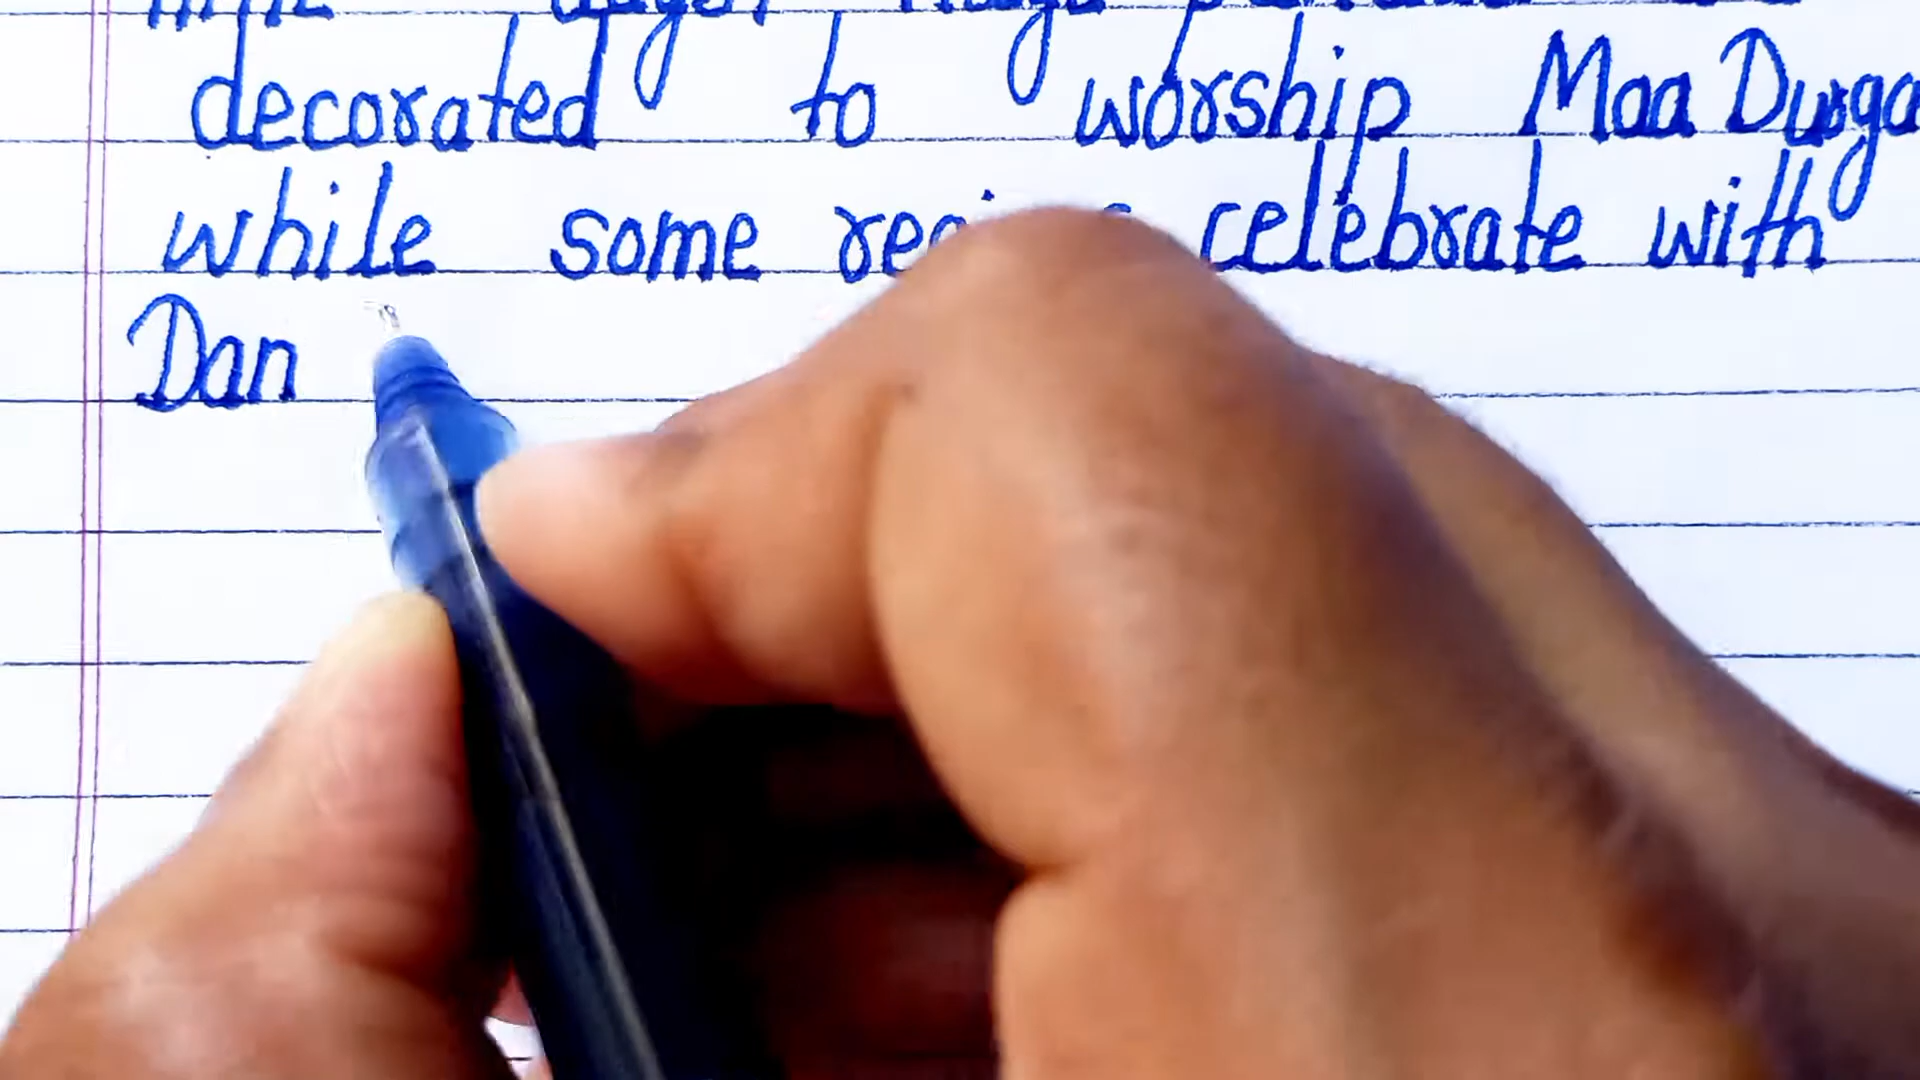 decorated to worship Maa Durga
while some celebrate with
Dan